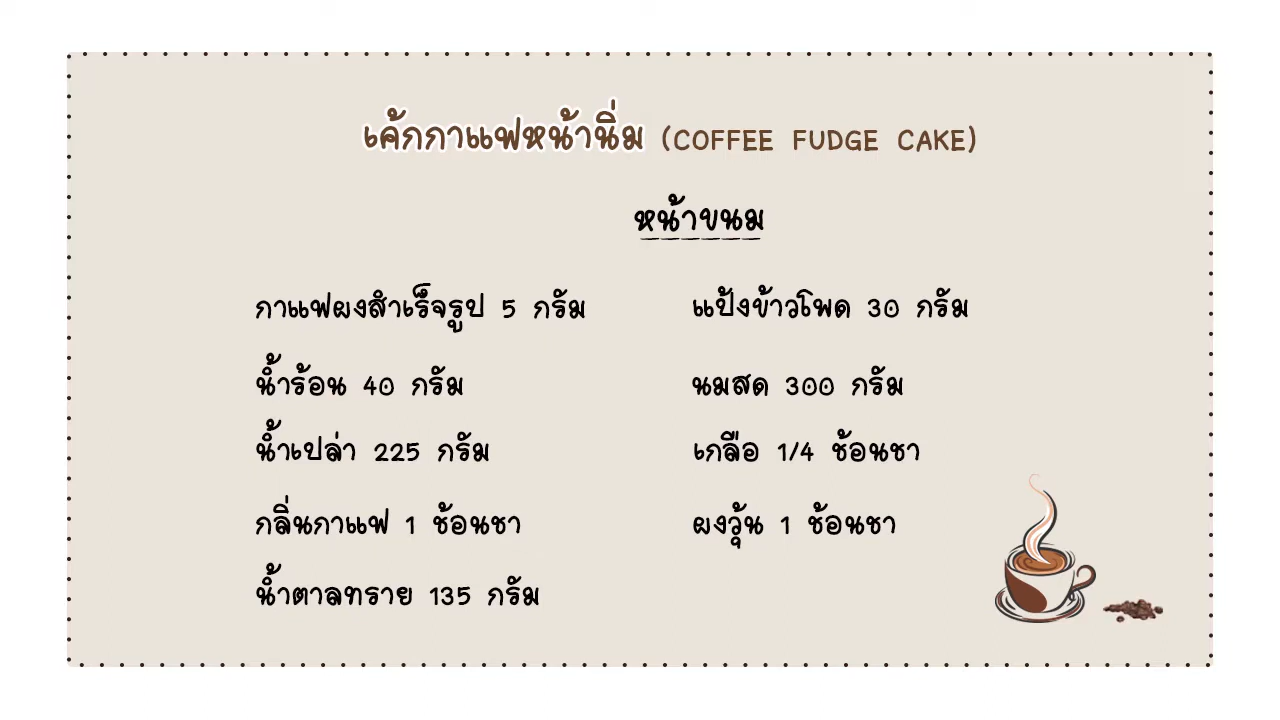 เค้กกาแฟหน้านิ่ม (COFFEE FUDGE CAKE)
หน้าขนม
กาแฟผงสำเร็จรูป 5 กรัม
น้ำร้อน 40 กรัม
น้ำเปล่า 225 กรัม
กลิ่นกาแฟ 1 ช้อนชา
น้ำตาลทราย 135 กรัม
แป้งข้าวโพด 30 กรัม
นมสด 300 กรัม
เกลือ 1/4 ช้อนชา
ผงวุ้น 1 ช้อนชา